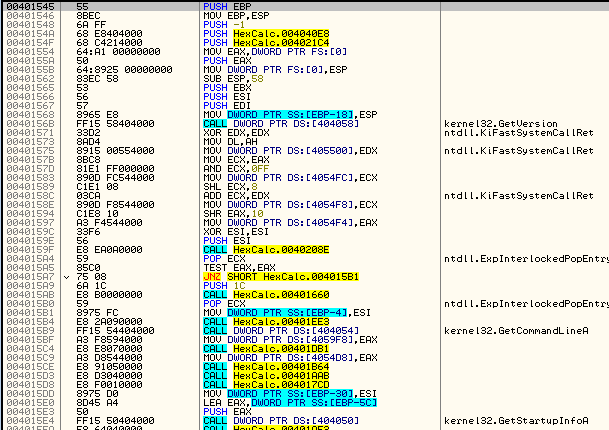 00401545 55 PUSH EBP
00401546 8BEC MOV EBP,ESP
00401548 6A FF PUSH -1
0040154A 68 E8404000 PUSH HexCalc.004040E8
0040154F 68 C4214000 PUSH HexCalc.004021C4
00401554 64:A1 00000000 MOV EAX,DWORD PTR FS:[0]
0040155A 50 PUSH EAX
0040155B 64:8925 00000000 MOV DWORD PTR FS:[0],ESP
00401562 83EC 58 SUB ESP,58
00401565 53 PUSH EBX
00401566 56 PUSH ESI
00401567 57 PUSH EDI
00401568 8965 E8 MOV DWORD PTR SS:[EBP-18],ESP
0040156B FF15 58404000 CALL DWORD PTR DS:[404058] kernel32.GetVersion
00401571 33D2 XOR EDX,EDX ntdll.KiFastSystemCallRet
00401573 8AD4 MOV DL,AH
00401575 8915 00554000 MOV DWORD PTR DS:[405500],EDX ntdll.KiFastSystemCallRet
0040157B 8BC8 MOV ECX,EAX
0040157D 81E1 FF000000 AND ECX,0FF
00401583 890D FC544000 MOV DWORD PTR DS:[4054FC],ECX
00401589 C1E1 08 SHL ECX,8
0040158C 03CA ADD ECX,EDX ntdll.KiFastSystemCallRet
0040158E 890D F8544000 MOV DWORD PTR DS:[4054F8],ECX
00401594 C1E8 10 SHR EAX,10
00401597 A3 F4544000 MOV DWORD PTR DS:[4054F4],EAX
0040159C 33F6 XOR ESI,ESI
0040159E 56 PUSH ESI
0040159F E8 EA0A0000 CALL HexCalc.0040208E
004015A4 59 POP ECX ntdll.ExpInterlockedPopEntry
004015A5 85C0 TEST EAX,EAX
004015A7 75 08 JNZ SHORT HexCalc.004015B1
004015A9 6A 1C PUSH 1C
004015AB E8 B0000000 CALL HexCalc.00401660
004015B0 59 POP ECX ntdll.ExpInterlockedPopEntry
004015B1 8975 FC MOV DWORD PTR SS:[EBP-4],ESI
004015B4 E8 2A090000 CALL HexCalc.00401EE3
004015B9 FF15 54404000 CALL DWORD PTR DS:[404054] kernel32.GetCommandLineA
004015BF A3 F8594000 MOV DWORD PTR DS:[4059F8],EAX
004015C4 E8 E8070000 CALL HexCalc.00401DB1
004015C9 A3 D8544000 MOV DWORD PTR DS:[4054D8],EAX
004015CE E8 91050000 CALL HexCalc.00401B64
004015D3 E8 D3040000 CALL HexCalc.00401AAB
004015D8 E8 F0010000 CALL HexCalc.004017CD
004015DD 8975 D0 MOV DWORD PTR SS:[EBP-30],ESI
004015E0 8D45 A4 LEA EAX,DWORD PTR SS:[EBP-5C]
004015E3 50 PUSH EAX
004015E4 FF15 50404000 CALL DWORD PTR DS:[404050] kernel32.GetStartupInfoA